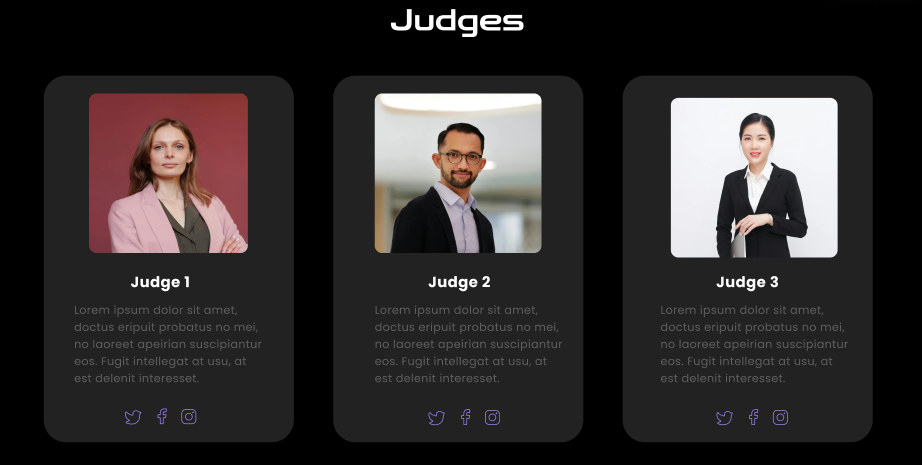 Judges
Judge 1
Lorem ipsum dolor sit amet,
doctus eripuit probatus no mei,
no laoreet apeirian suscipiantur
eos. Fugit intellegat at usu, at
est delenit interesset.
Judge 2
Lorem ipsum dolor sit amet,
doctus eripuit probatus no mei,
no laoreet apeirian suscipiantur
eos. Fugit intellegat at usu, at
est delenit interesset.
Judge 3
Lorem ipsum dolor sit amet,
doctus eripuit probatus no mei,
no laoreet apeirian suscipiantur
eos. Fugit intellegat at usu, at
est delenit interesset.